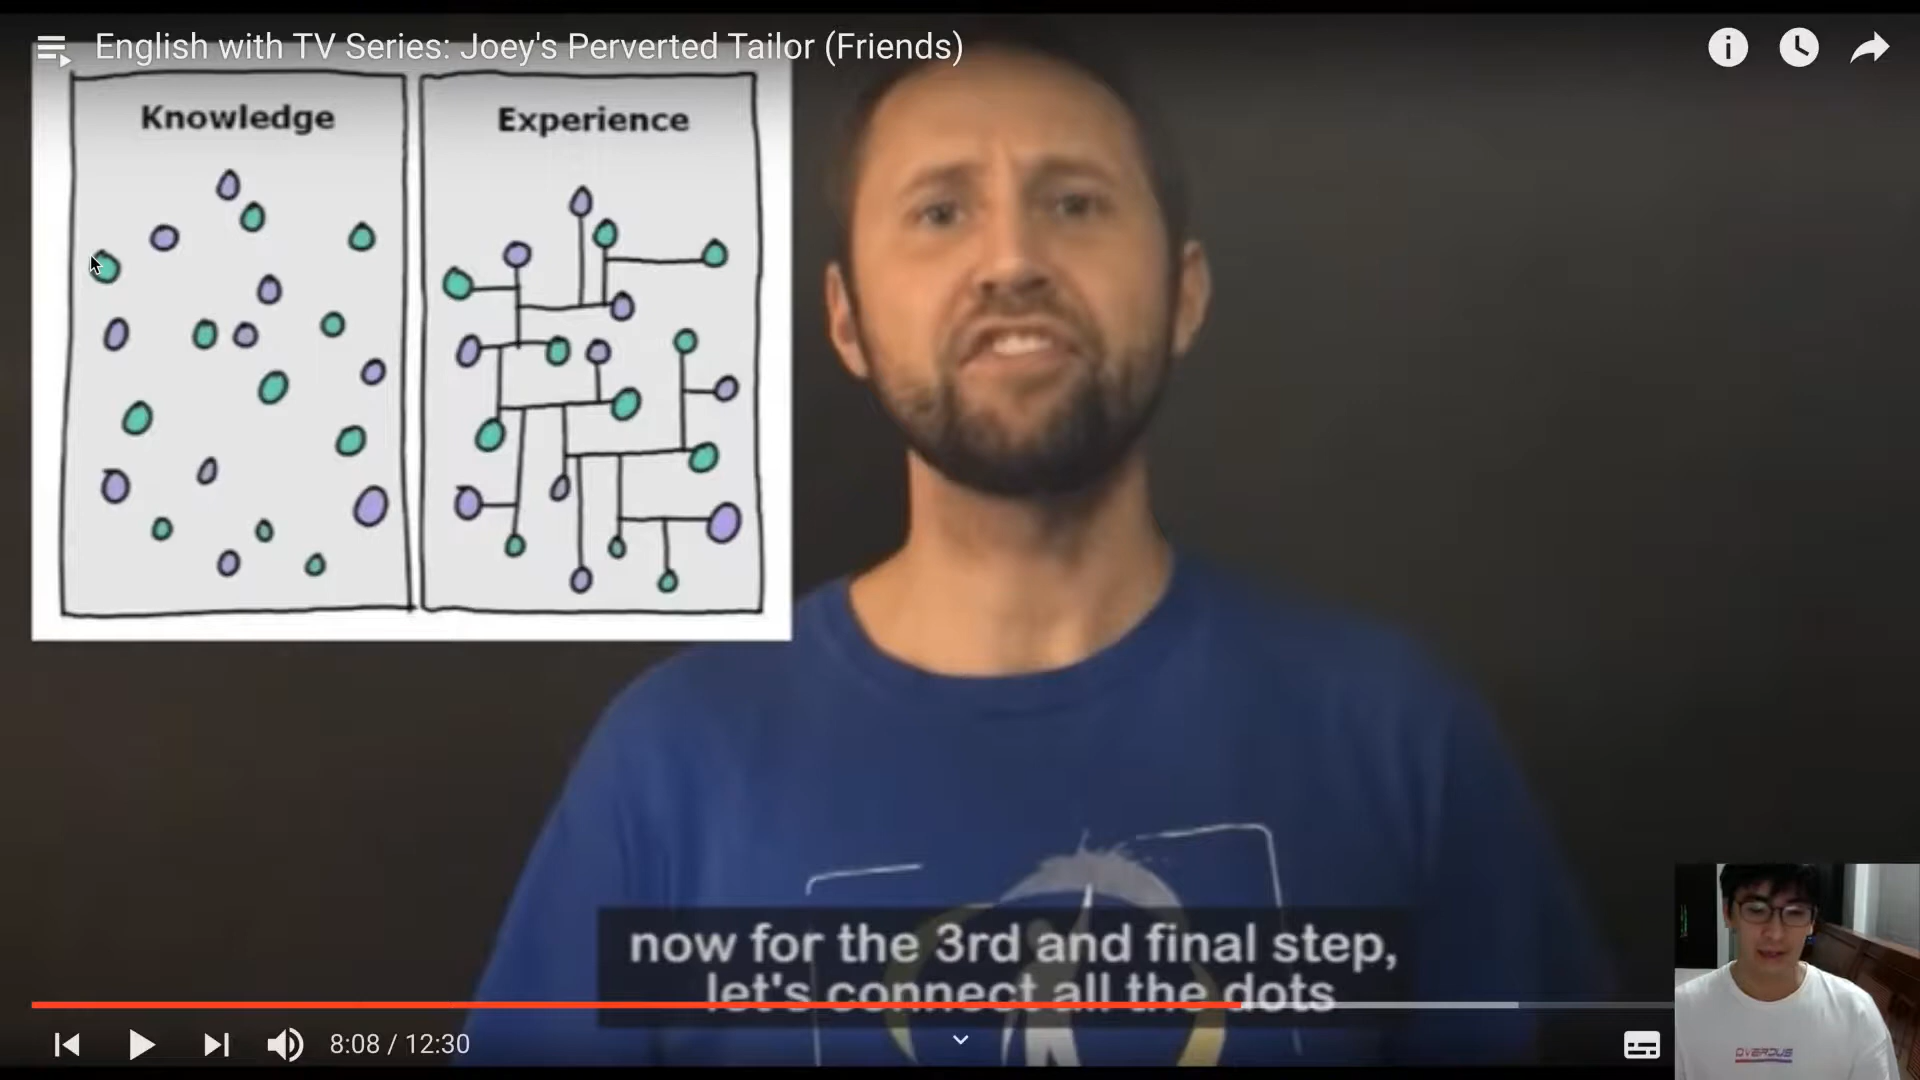 English with TV Series: Joey's Perverted Tailor (Friends)
Knowledge
Experience
now for the 3rd and final step,
let's connect all the dots
8:08 / 12:30
OVERDUE